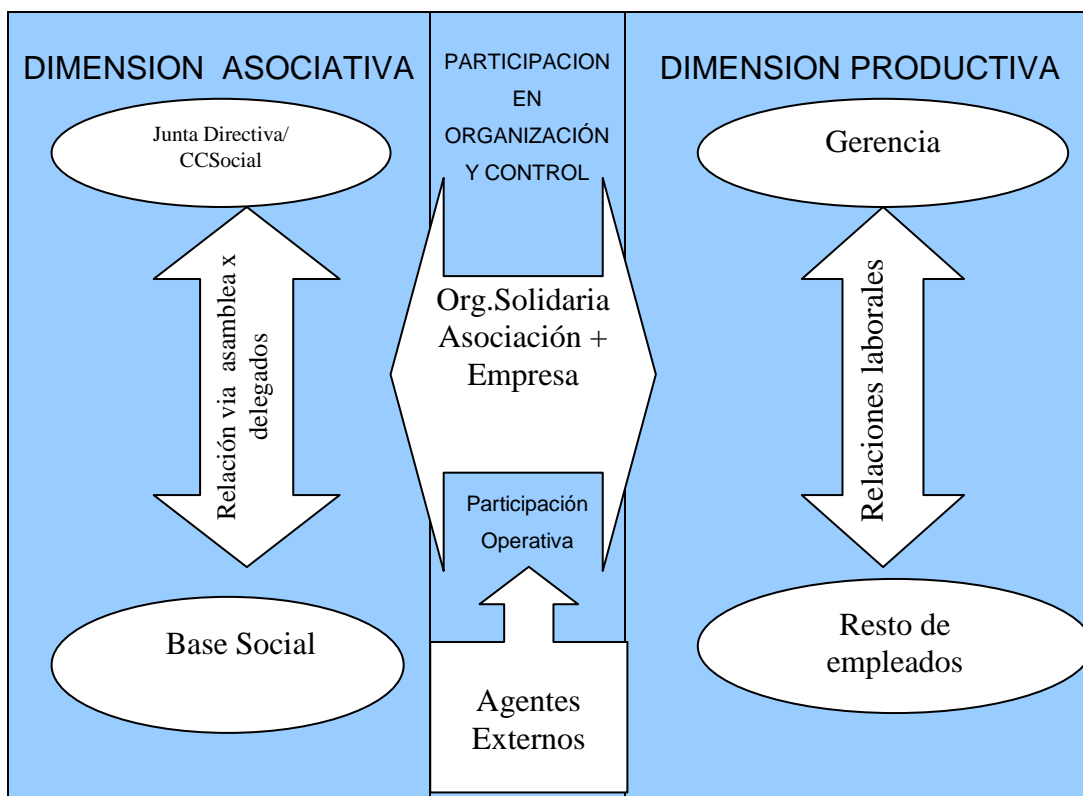 DIMENSION  ASOCIATIVA
Junta Directiva/
CCSocial
Relación via  asamblea x
delegados
Base Social
PARTICIPACION
EN
ORGANIZACIÓN
Y CONTROL
Org.Solidaria
Asociación +
Empresa
Participación
Operativa
Agentes
Externos
DIMENSION PRODUCTIVA
Gerencia
Relaciones laborales
Resto de
empleados